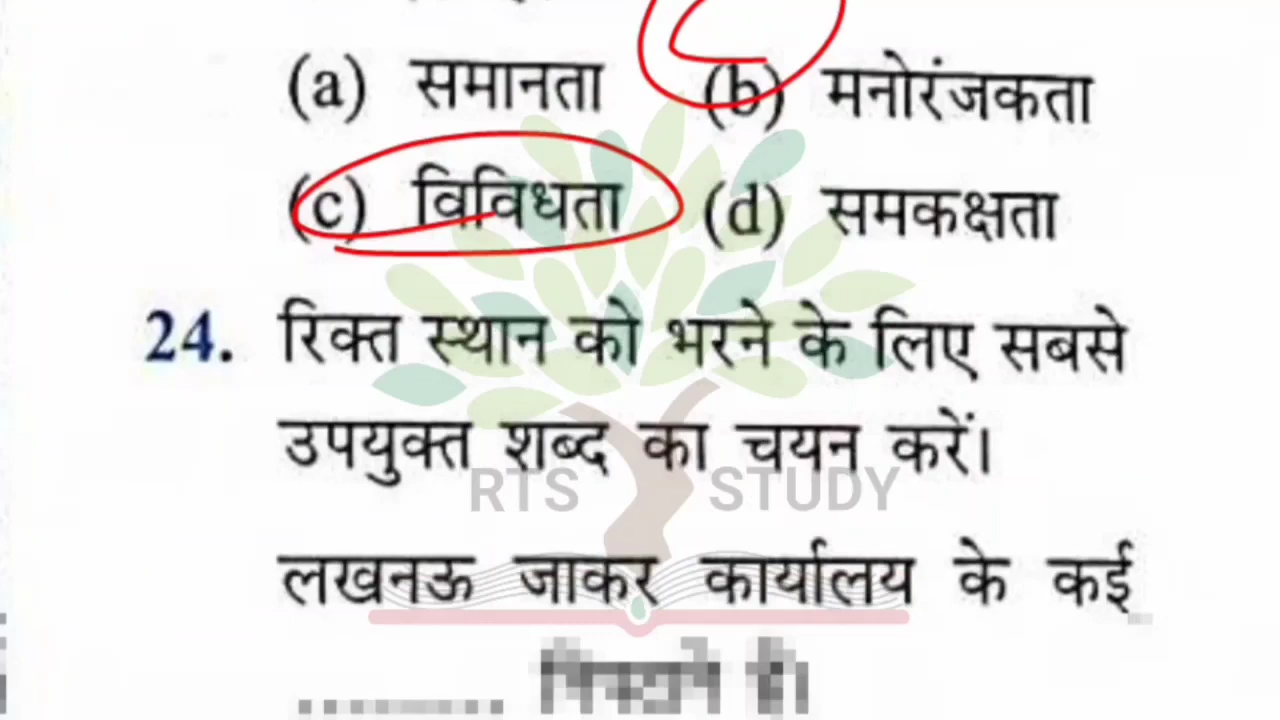 (a) समानता (b) मनोरंजकता
(c) विविधता (d) समकक्षता
24. रिक्त स्थान को भरने के लिए सबसे
उपयुक्त शब्द का चयन करें।
RTS STUDY
लखनऊ जाकर कार्यालय के कई
......... निपटाने हैं।